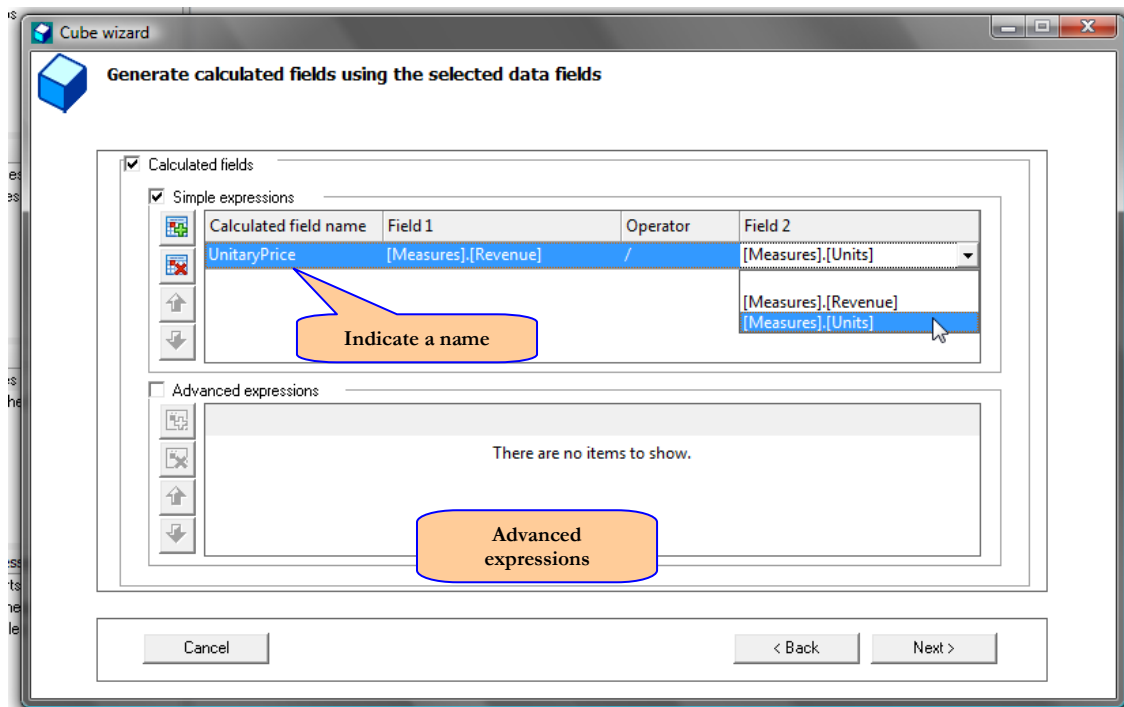 Cube wizard
Generate calculated fields using the selected data fields
Calculated fields
Simple expressions
Calculated field name Field 1 Operator Field 2
UnitaryPrice [Measures].[Revenue] / [Measures].[Units]
[Measures].[Revenue]
[Measures].[Units]
Indicate a name
Advanced expressions
There are no items to show.
Advanced
expressions
Cancel < Back Next >